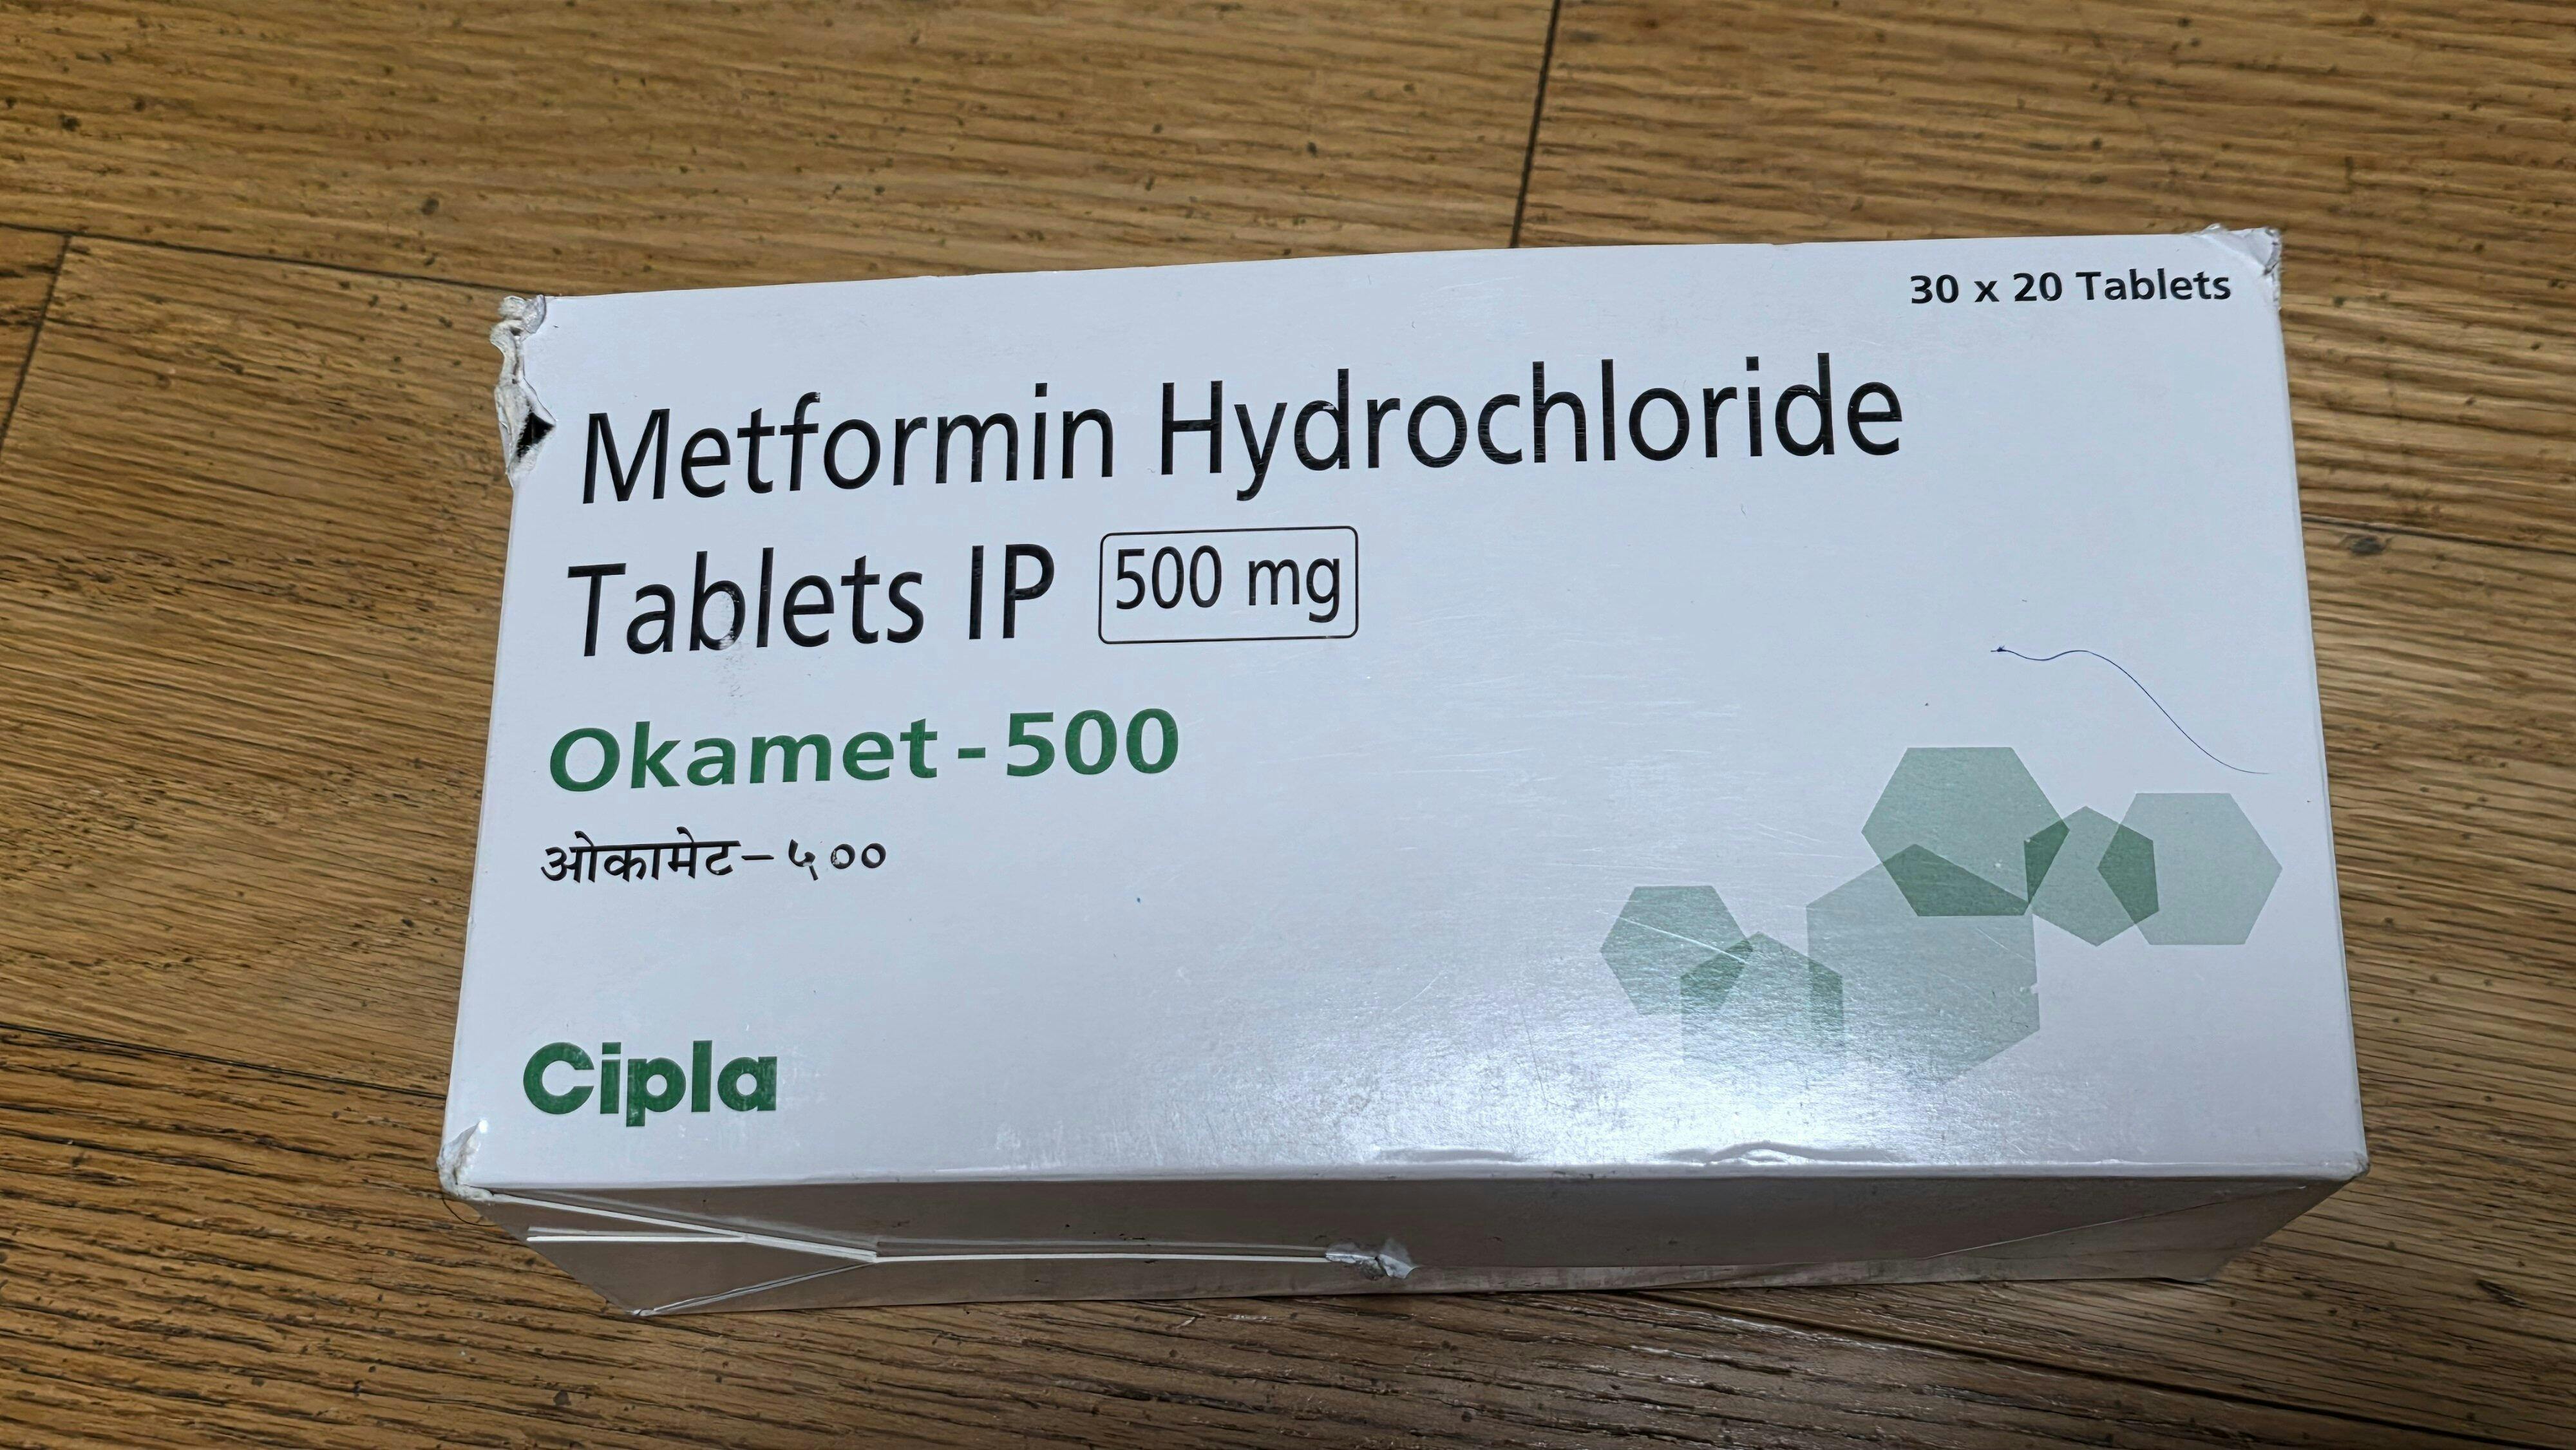 30 x 20 Tablets
Metformin Hydrochloride
Tablets IP 500 mg
Okamet-500
ओकामेट-५००
Cipla